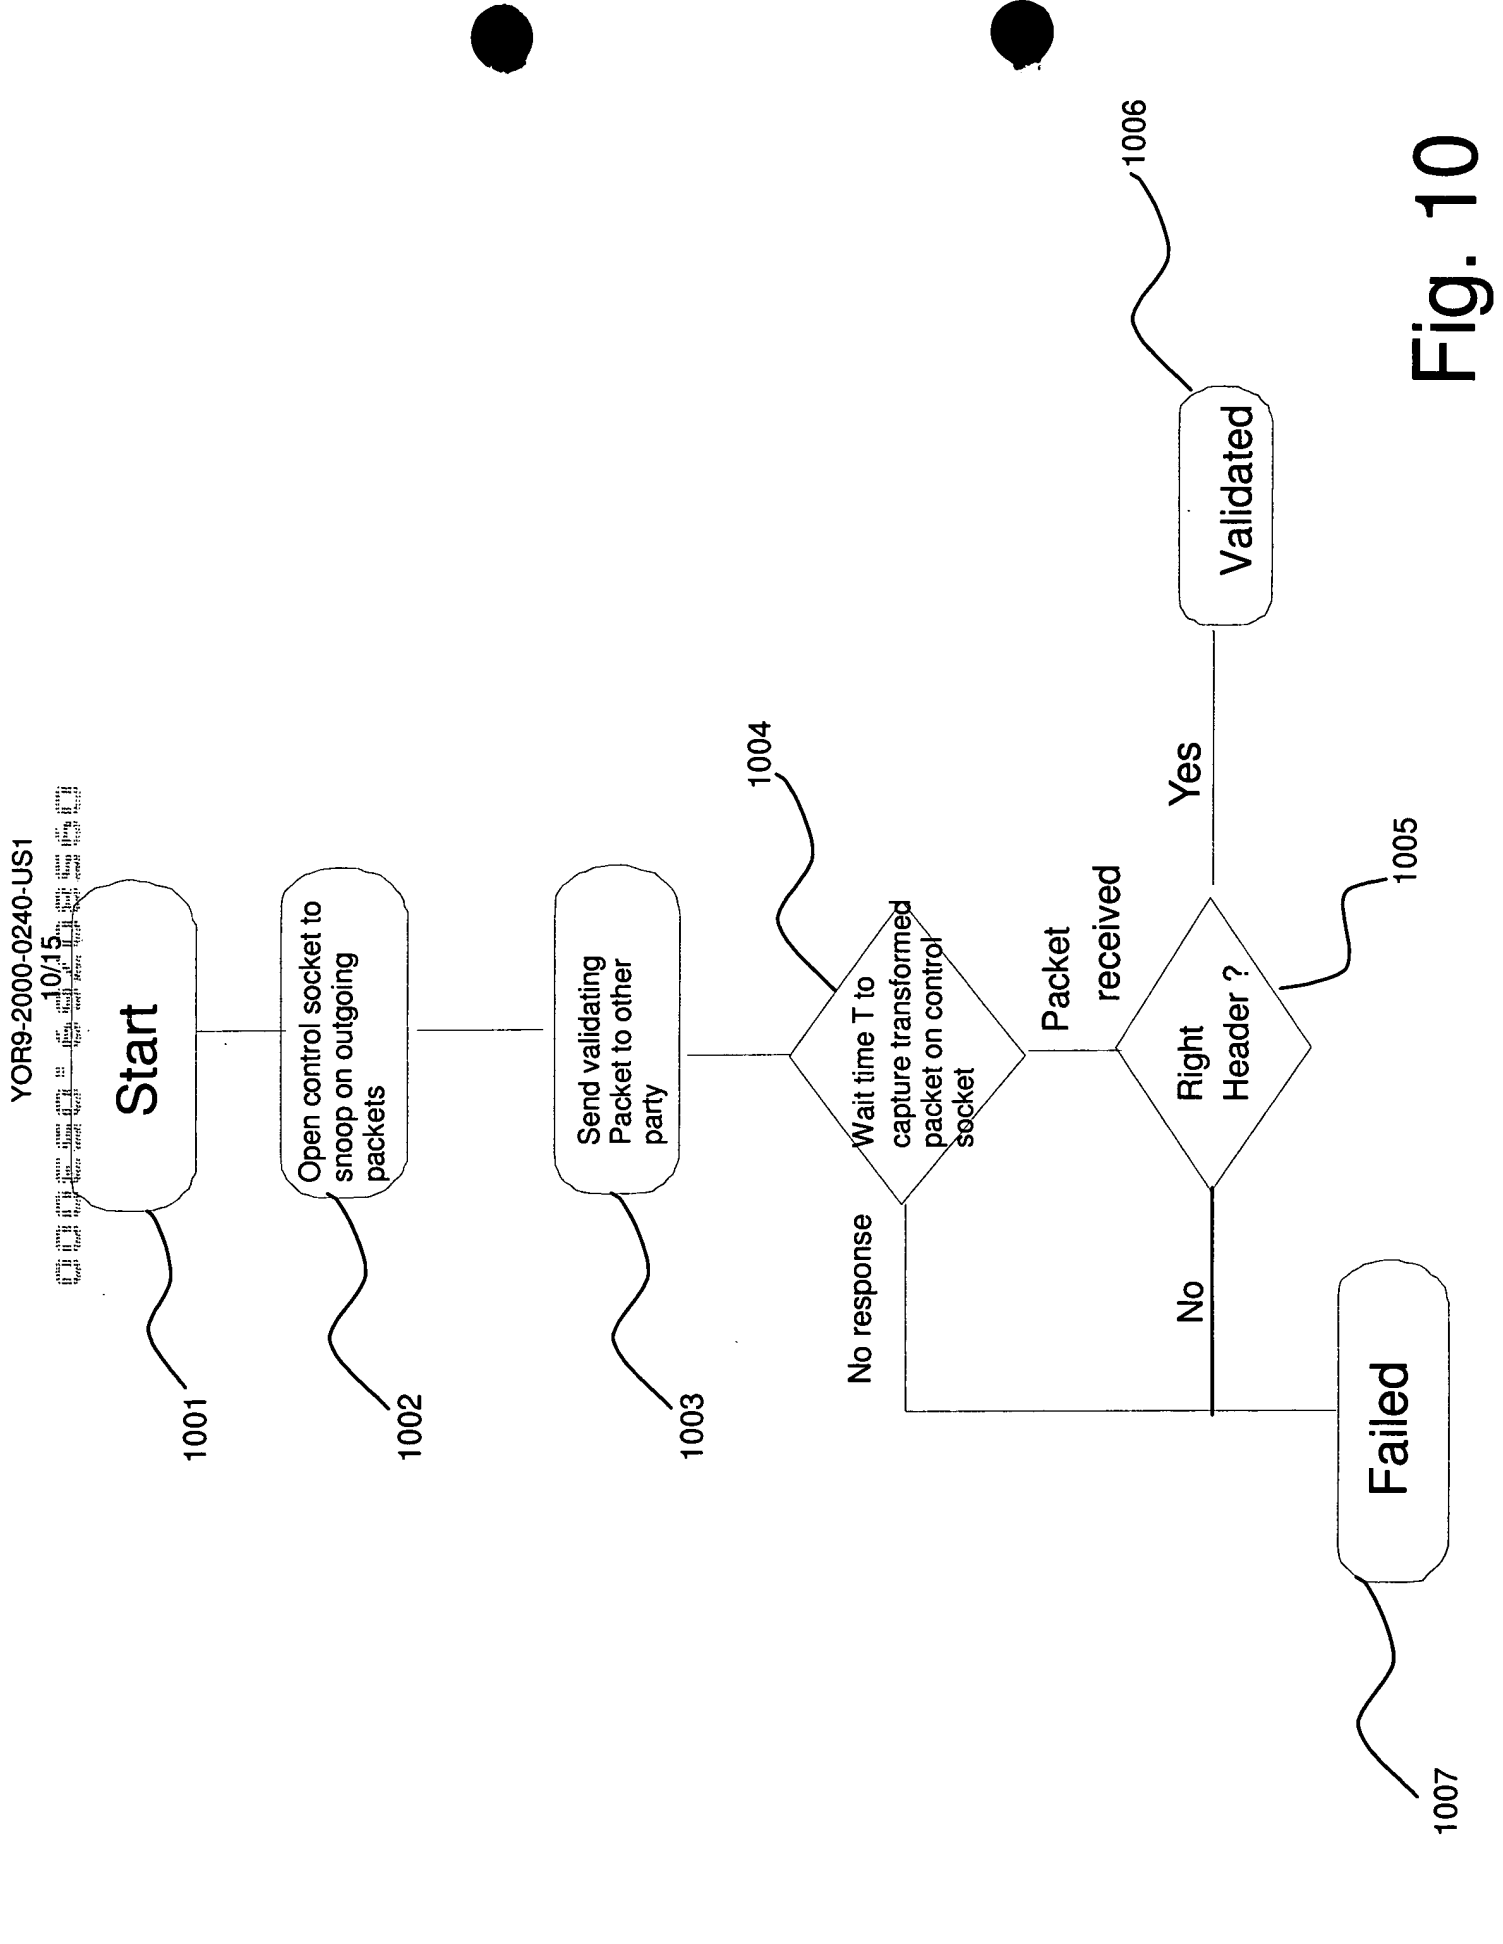 YOR9-2000-0240-US1
10/15
Start
1001
Open control socket to
snoop on outgoing
packets
1002
Send validating
Packet to other
party
1003
1004
Wait time T to
capture transformed
packet on control
socket
No response
Packet
received
Right
Header ?
1005
Yes
No
Validated
1006
Failed
1007
Fig. 10